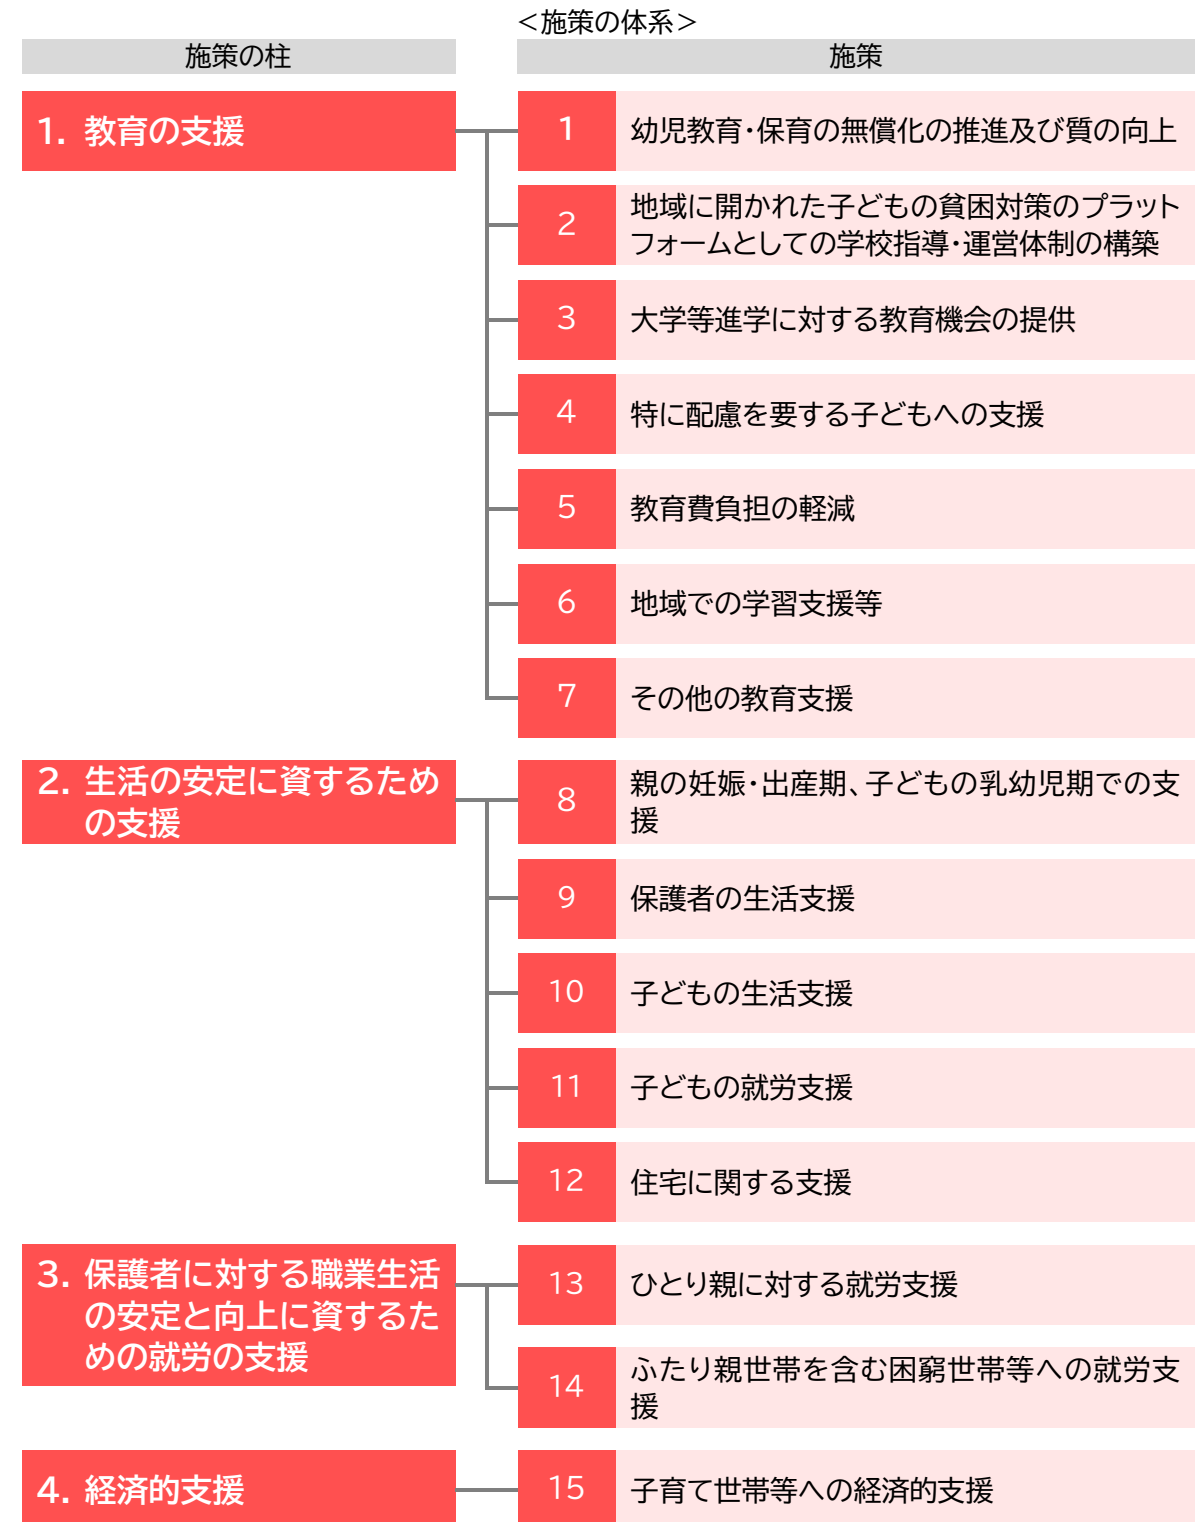 ＜施策の体系＞
施策の柱
施策
1. 教育の支援
1
幼児教育・保育の無償化の推進及び質の向上
2
地域に開かれた子どもの貧困対策のプラット
フォームとしての学校指導・運営体制の構築
3
大学等進学に対する教育機会の提供
4
特に配慮を要する子どもへの支援
5
教育費負担の軽減
6
地域での学習支援等
7
その他の教育支援
2. 生活の安定に資するため
の支援
8
親の妊娠・出産期、子どもの乳幼児期での支
援
9
保護者の生活支援
10
子どもの生活支援
11
子どもの就労支援
12
住宅に関する支援
3. 保護者に対する職業生活
の安定と向上に資するた
めの就労の支援
13
ひとり親に対する就労支援
14
ふたり親世帯を含む困窮世帯等への就労支
援
4. 経済的支援
15
子育て世帯等への経済的支援